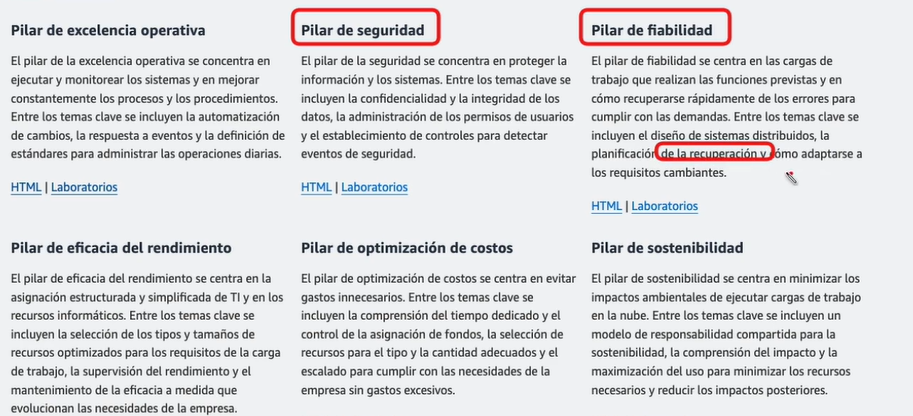 Pilar de excelencia operativa
El pilar de la excelencia operativa se concentra en
ejecutar y monitorear los sistemas y en mejorar
constantemente los procesos y los procedimientos.
Entre los temas clave se incluyen la automatización
de cambios, la respuesta a eventos y la definición de
estándares para administrar las operaciones diarias.
HTML | Laboratorios
Pilar de seguridad
El pilar de la seguridad se concentra en proteger la
información y los sistemas. Entre los temas clave se
incluyen la confidencialidad y la integridad de los
datos, la administración de los permisos de usuarios
y el establecimiento de controles para detectar
eventos de seguridad.
HTML | Laboratorios
Pilar de fiabilidad
El pilar de fiabilidad se centra en las cargas de
trabajo que realizan las funciones previstas y en
cómo recuperarse rápidamente de los errores para
cumplir con las demandas. Entre los temas clave se
incluyen el diseño de sistemas distribuidos, la
planificación de la recuperación y cómo adaptarse a
los requisitos cambiantes.
HTML | Laboratorios
Pilar de eficacia del rendimiento
El pilar de eficacia del rendimiento se centra en la
asignación estructurada y simplificada de TI y en los
recursos informáticos. Entre los temas clave se
incluyen la selección de los tipos y tamaños de
recursos optimizados para los requisitos de la carga
de trabajo, la supervisión del rendimiento y el
mantenimiento de la eficacia a medida que
evolucionan las necesidades de la empresa.
Pilar de optimización de costos
El pilar de optimización de costos se centra en evitar
gastos innecesarios. Entre los temas clave se
incluyen la comprensión del tiempo dedicado y el
control de la asignación de fondos, la selección de
recursos para el tipo y la cantidad adecuados y el
escalado para cumplir con las necesidades de la
empresa sin gastos excesivos.
Pilar de sostenibilidad
El pilar de sostenibilidad se centra en minimizar los
impactos ambientales de ejecutar cargas de trabajo
en la nube. Entre los temas clave se incluyen un
modelo de responsabilidad compartida para la
sostenibilidad, la comprensión del impacto y la
maximización del uso para minimizar los recursos
necesarios y reducir los impactos posteriores.